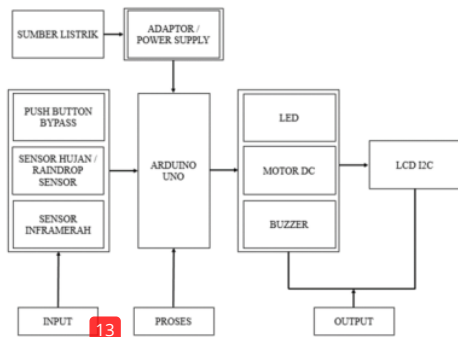 SUMBER LISTRIK
ADAPTOR /
POWER SUPPLY
PUSH BUTTON
BYPASS
SENSOR HUJAN /
RAINDROP
SENSOR
SENSOR
INFRAMERAH
ARDUINO
UNO
LED
MOTOR DC
BUZZER
LCD I2C
INPUT
13
PROSES
OUTPUT